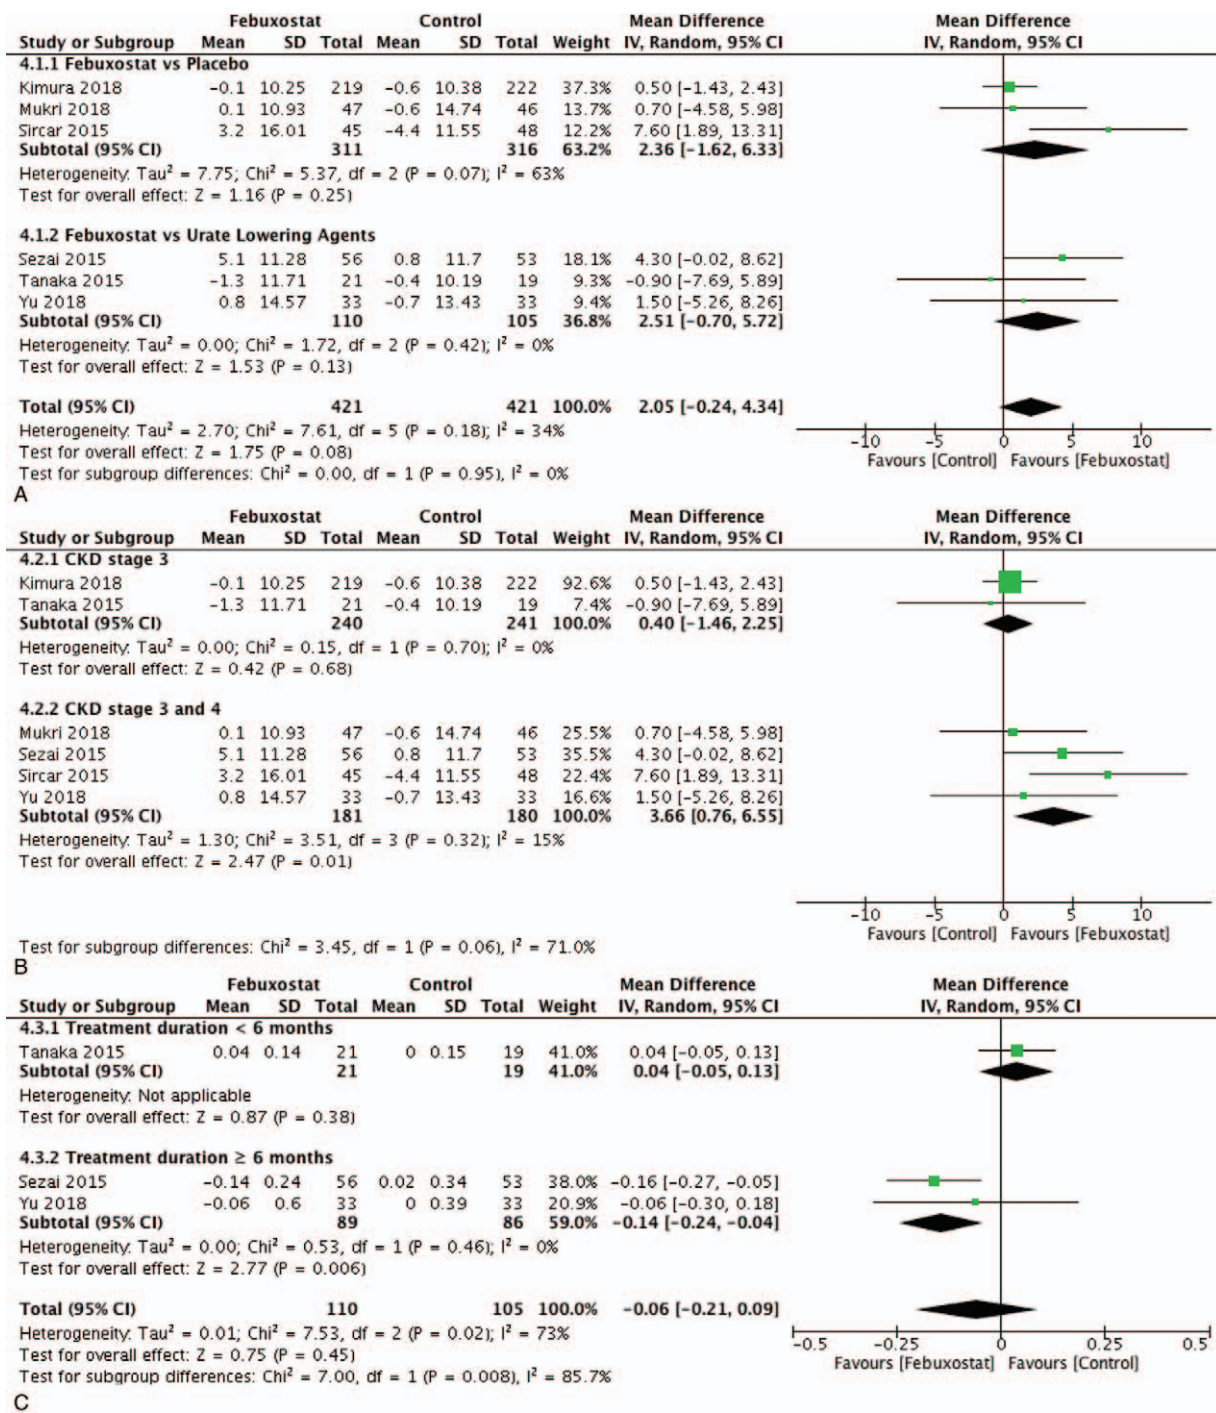 Febuxostat Control Mean Difference Mean Difference
Study or Subgroup Mean SD Total Mean SD Total Weight IV, Random, 95% CI IV, Random, 95% CI
4.1.1 Febuxostat vs Placebo
Kimura 2018 −0.1 10.25 219 −0.6 10.38 222 37.3% 0.50 [−1.43, 2.43]
Mukri 2018 0.1 10.93 47 −0.6 14.74 46 13.7% 0.70 [−4.58, 5.98]
Sircar 2015 3.2 16.01 45 −4.4 11.55 48 12.2% 7.60 [1.89, 13.31]
Subtotal (95% CI) 311 316 63.2% 2.36 [−1.62, 6.33]
Heterogeneity: Tau² = 7.75; Chi² = 5.37, df = 2 (P = 0.07); I² = 63%
Test for overall effect: Z = 1.16 (P = 0.25)
4.1.2 Febuxostat vs Urate Lowering Agents
Sezai 2015 5.1 11.28 56 0.8 11.7 53 18.1% 4.30 [−0.02, 8.62]
Tanaka 2015 −1.3 11.71 21 −0.4 10.19 19 9.3% −0.90 [−7.69, 5.89]
Yu 2018 0.8 14.57 33 −0.7 13.43 33 9.4% 1.50 [−5.26, 8.26]
Subtotal (95% CI) 110 105 36.8% 2.51 [−0.70, 5.72]
Heterogeneity: Tau² = 0.00; Chi² = 1.72, df = 2 (P = 0.42); I² = 0%
Test for overall effect: Z = 1.53 (P = 0.13)
Total (95% CI) 421 421 100.0% 2.05 [−0.24, 4.34]
Heterogeneity: Tau² = 2.70; Chi² = 7.61, df = 5 (P = 0.18); I² = 34%
Test for overall effect: Z = 1.75 (P = 0.08)
Test for subgroup differences: Chi² = 0.00, df = 1 (P = 0.95), I² = 0%
−10 −5 0 5 10
Favours [Control] Favours [Febuxostat]
A
Febuxostat Control Mean Difference Mean Difference
Study or Subgroup Mean SD Total Mean SD Total Weight IV, Random, 95% CI IV, Random, 95% CI
4.2.1 CKD stage 3
Kimura 2018 −0.1 10.25 219 −0.6 10.38 222 92.6% 0.50 [−1.43, 2.43]
Tanaka 2015 −1.3 11.71 21 −0.4 10.19 19 7.4% −0.90 [−7.69, 5.89]
Subtotal (95% CI) 240 241 100.0% 0.40 [−1.46, 2.25]
Heterogeneity: Tau² = 0.00; Chi² = 0.15, df = 1 (P = 0.70); I² = 0%
Test for overall effect: Z = 0.42 (P = 0.68)
4.2.2 CKD stage 3 and 4
Mukri 2018 0.1 10.93 47 −0.6 14.74 46 25.5% 0.70 [−4.58, 5.98]
Sezai 2015 5.1 11.28 56 0.8 11.7 53 35.5% 4.30 [−0.02, 8.62]
Sircar 2015 3.2 16.01 45 −4.4 11.55 48 22.4% 7.60 [1.89, 13.31]
Yu 2018 0.8 14.57 33 −0.7 13.43 33 16.6% 1.50 [−5.26, 8.26]
Subtotal (95% CI) 181 180 100.0% 3.66 [0.76, 6.55]
Heterogeneity: Tau² = 1.30; Chi² = 3.51, df = 3 (P = 0.32); I² = 15%
Test for overall effect: Z = 2.47 (P = 0.01)
−10 −5 0 5 10
Favours [Control] Favours [Febuxostat]
Test for subgroup differences: Chi² = 3.45, df = 1 (P = 0.06), I² = 71.0%
B
Febuxostat Control Mean Difference Mean Difference
Study or Subgroup Mean SD Total Mean SD Total Weight IV, Random, 95% CI IV, Random, 95% CI
4.3.1 Treatment duration < 6 months
Tanaka 2015 0.04 0.14 21 0 0.15 19 41.0% 0.04 [−0.05, 0.13]
Subtotal (95% CI) 21 19 41.0% 0.04 [−0.05, 0.13]
Heterogeneity: Not applicable
Test for overall effect: Z = 0.87 (P = 0.38)
4.3.2 Treatment duration ≥ 6 months
Sezai 2015 −0.14 0.24 56 0.02 0.34 53 38.0% −0.16 [−0.27, −0.05]
Yu 2018 −0.06 0.6 33 0 0.39 33 20.9% −0.06 [−0.30, 0.18]
Subtotal (95% CI) 89 86 59.0% −0.14 [−0.24, −0.04]
Heterogeneity: Tau² = 0.00; Chi² = 0.53, df = 1 (P = 0.46); I² = 0%
Test for overall effect: Z = 2.77 (P = 0.006)
Total (95% CI) 110 105 100.0% −0.06 [−0.21, 0.09]
Heterogeneity: Tau² = 0.01; Chi² = 7.53, df = 2 (P = 0.02); I² = 73%
Test for overall effect: Z = 0.75 (P = 0.45)
Test for subgroup differences: Chi² = 7.00, df = 1 (P = 0.008), I² = 85.7%
−0.5 −0.25 0 0.25 0.5
Favours [Febuxostat] Favours [Control]
C